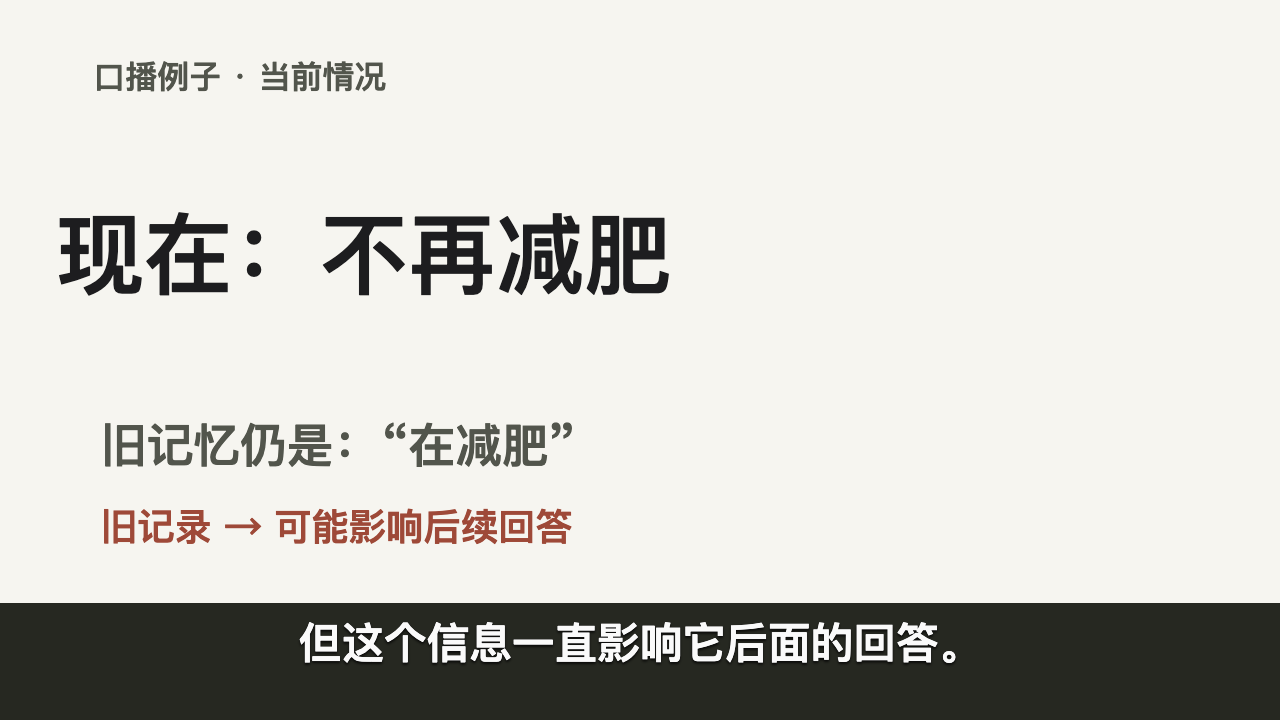 口播例子 · 当前情况
现在：不再减肥
旧记忆仍是：“在减肥”
旧记录 → 可能影响后续回答
但这个信息一直影响它后面的回答。